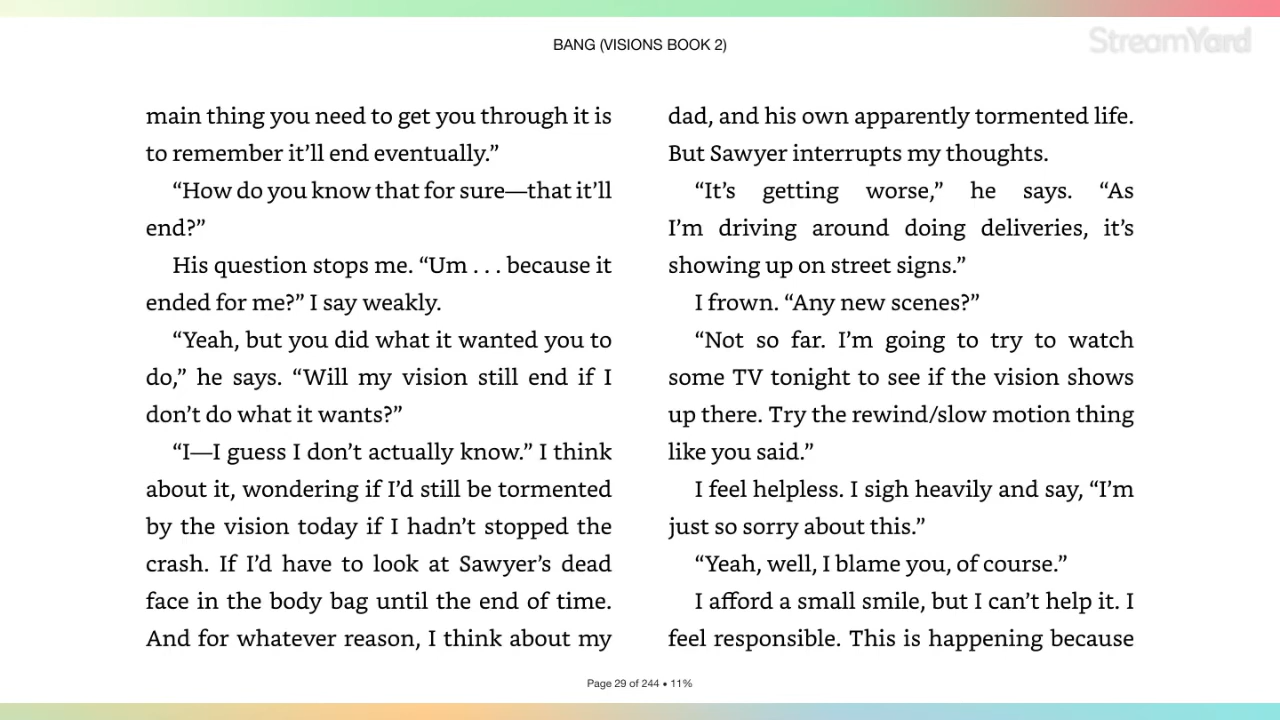 StreamYard
BANG (VISIONS BOOK 2)
main thing you need to get you through it is
to remember it’ll end eventually.”
“How do you know that for sure—that it’ll
end?”
His question stops me. “Um . . . because it
ended for me?” I say weakly.
“Yeah, but you did what it wanted you to
do,” he says. “Will my vision still end if I
don’t do what it wants?”
“I—I guess I don’t actually know.” I think
about it, wondering if I’d still be tormented
by the vision today if I hadn’t stopped the
crash. If I’d have to look at Sawyer’s dead
face in the body bag until the end of time.
And for whatever reason, I think about my
dad, and his own apparently tormented life.
But Sawyer interrupts my thoughts.
“It’s getting worse,” he says. “As
I’m driving around doing deliveries, it’s
showing up on street signs.”
I frown. “Any new scenes?”
“Not so far. I’m going to try to watch
some TV tonight to see if the vision shows
up there. Try the rewind/slow motion thing
like you said.”
I feel helpless. I sigh heavily and say, “I’m
just so sorry about this.”
“Yeah, well, I blame you, of course.”
I afford a small smile, but I can’t help it. I
feel responsible. This is happening because
Page 29 of 244 • 11%